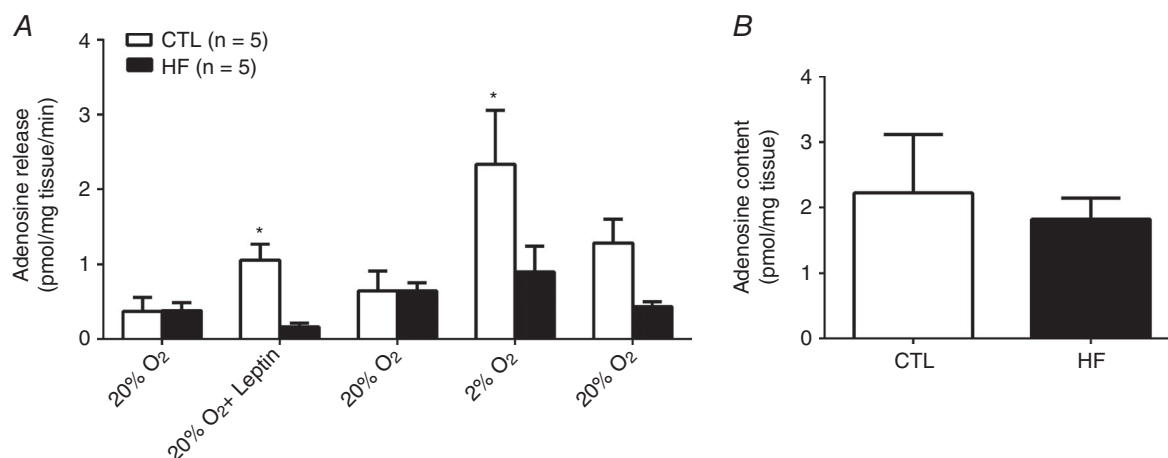 A
CTL (n = 5)
HF (n = 5)
Adenosine release
(pmol/mg tissue/min)
4
3
2
1
0
*
*
20% O2
20% O2+ Leptin
20% O2
2% O2
20% O2
B
Adenosine content
(pmol/mg tissue)
4
3
2
1
0
CTL
HF